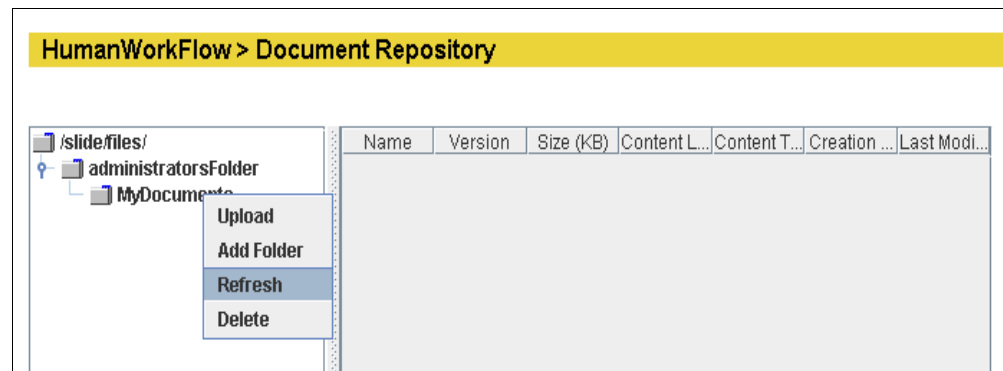 HumanWorkFlow > Document Repository
/slide/files/
Name Version Size (KB) Content L... Content T... Creation ... Last Modi...
administratorsFolder
MyDocuments
Upload
Add Folder
Refresh
Delete